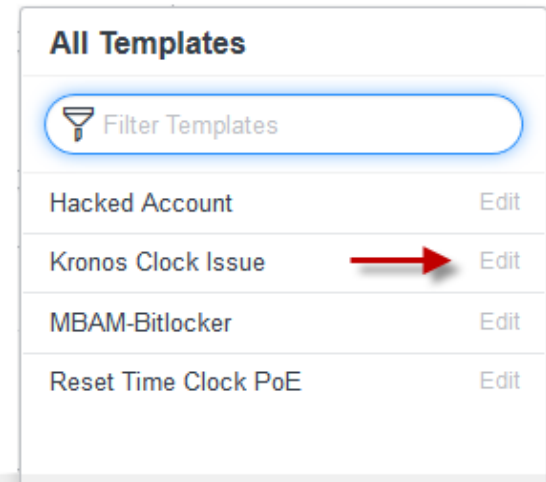 All Templates
Filter Templates
Hacked Account Edit
Kronos Clock Issue Edit
MBAM-Bitlocker Edit
Reset Time Clock PoE Edit